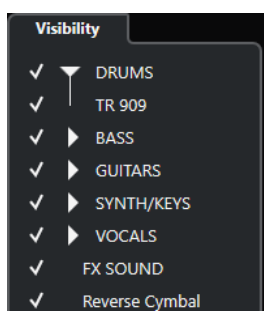 Visibility
DRUMS
TR 909
BASS
GUITARS
SYNTH/KEYS
VOCALS
FX SOUND
Reverse Cymbal